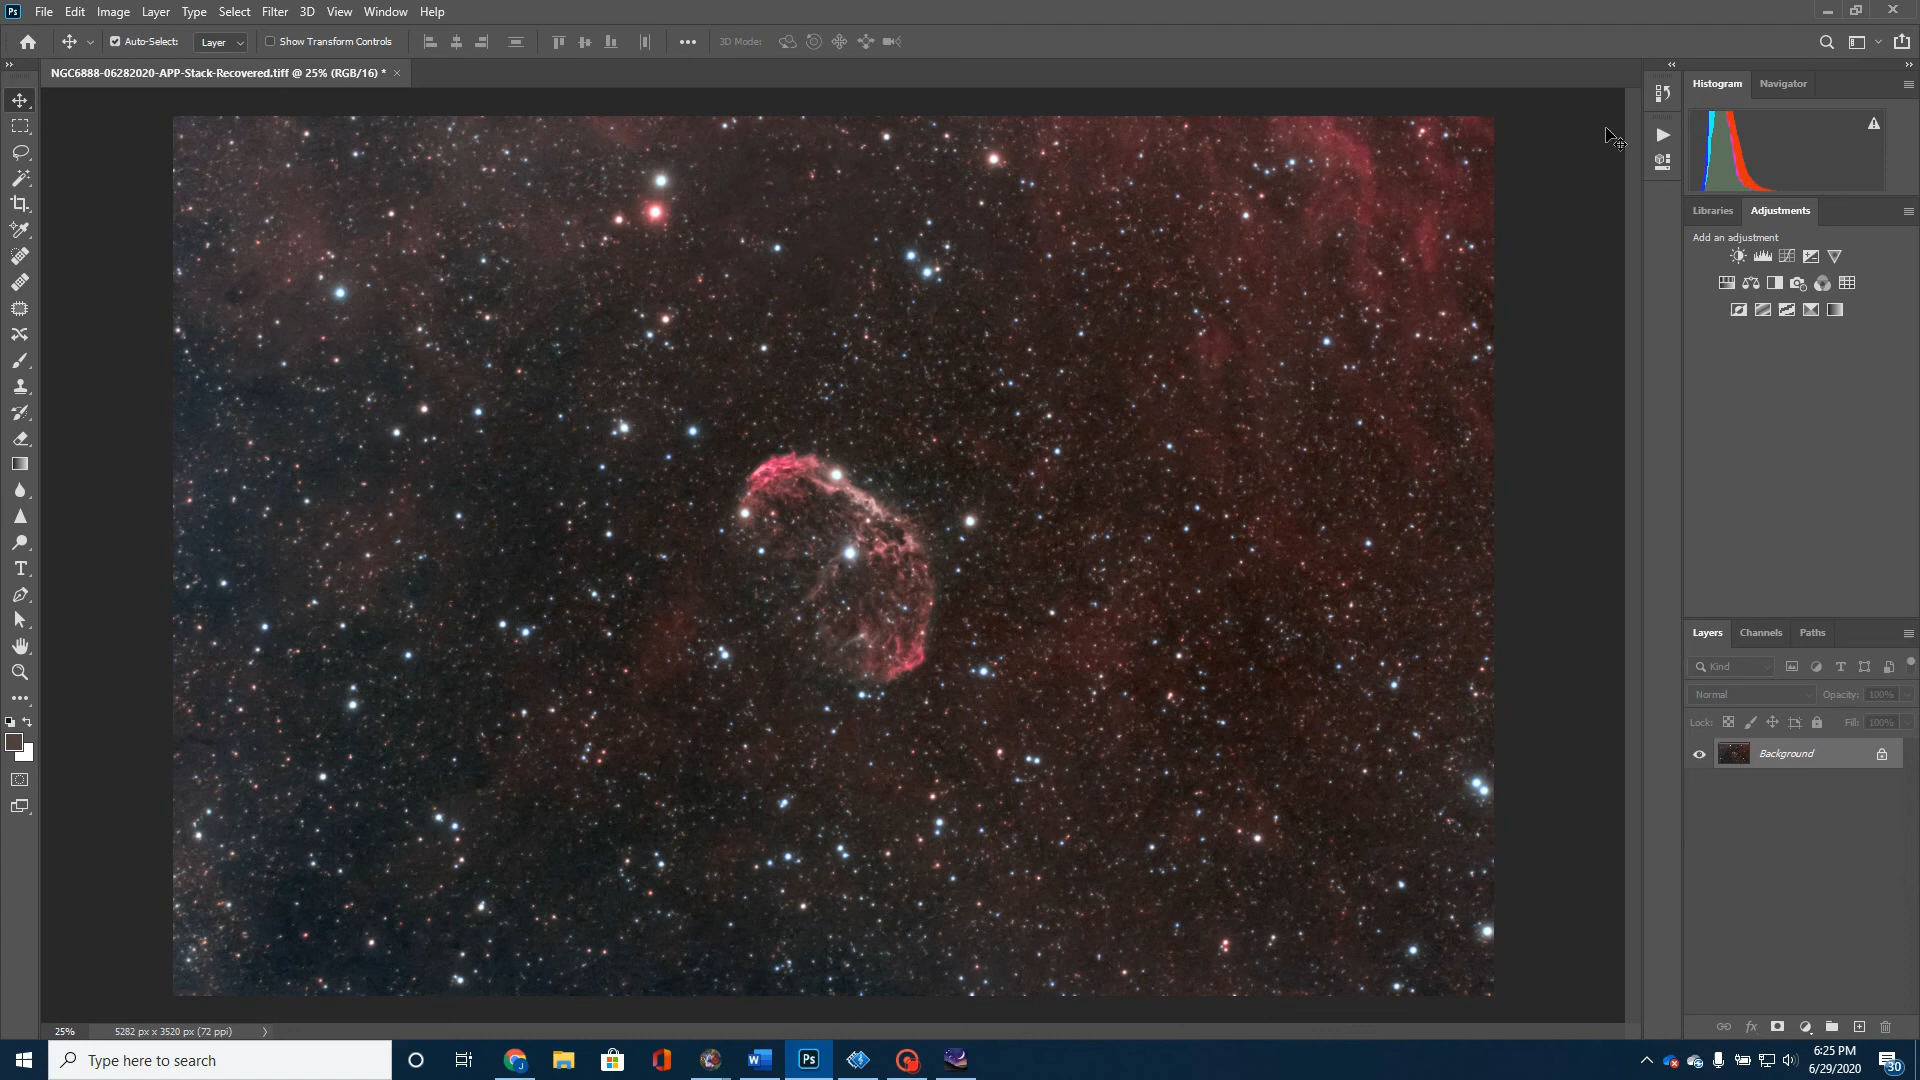 Ps File Edit Image Layer Type Select Filter 3D View Window Help
Auto-Select: Layer Show Transform Controls 3D Mode:
NGC6888-06282020-APP-Stack-Recovered.tiff @ 25% (RGB/16) *
Histogram Navigator
Libraries Adjustments
Add an adjustment
Layers Channels Paths
Kind
Normal Opacity: 100%
Lock: Fill: 100%
Background
25% 5282 px x 3520 px (72 ppi)
Type here to search
W Ps
6:25 PM
6/29/2020
30